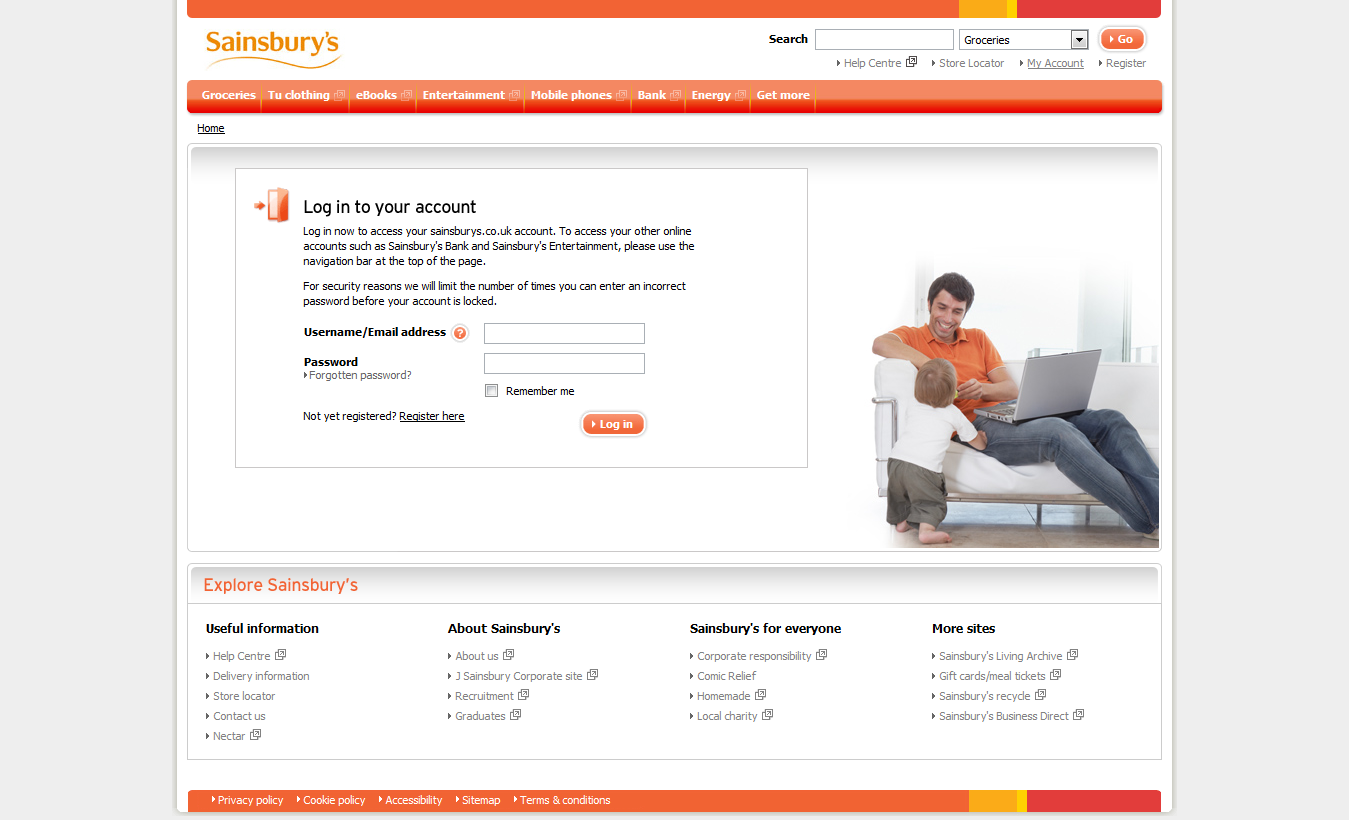 Sainsbury's
Search
Groceries
Go
Help Centre
Store Locator
My Account
Register
Groceries
Tu clothing
eBooks
Entertainment
Mobile phones
Bank
Energy
Get more
Home
Log in to your account
Log in now to access your sainsburys.co.uk account. To access your other online
accounts such as Sainsbury's Bank and Sainsbury's Entertainment, please use the
navigation bar at the top of the page.
For security reasons we will limit the number of times you can enter an incorrect
password before your account is locked.
Username/Email address ?
Password
Forgotten password?
Remember me
Not yet registered? Register here
Log in
Explore Sainsbury's
Useful information
Help Centre
Delivery information
Store locator
Contact us
Nectar
About Sainsbury's
About us
J Sainsbury Corporate site
Recruitment
Graduates
Sainsbury's for everyone
Corporate responsibility
Comic Relief
Homemade
Local charity
More sites
Sainsbury's Living Archive
Gift cards/meal tickets
Sainsbury's recycle
Sainsbury's Business Direct
Privacy policy
Cookie policy
Accessibility
Sitemap
Terms & conditions